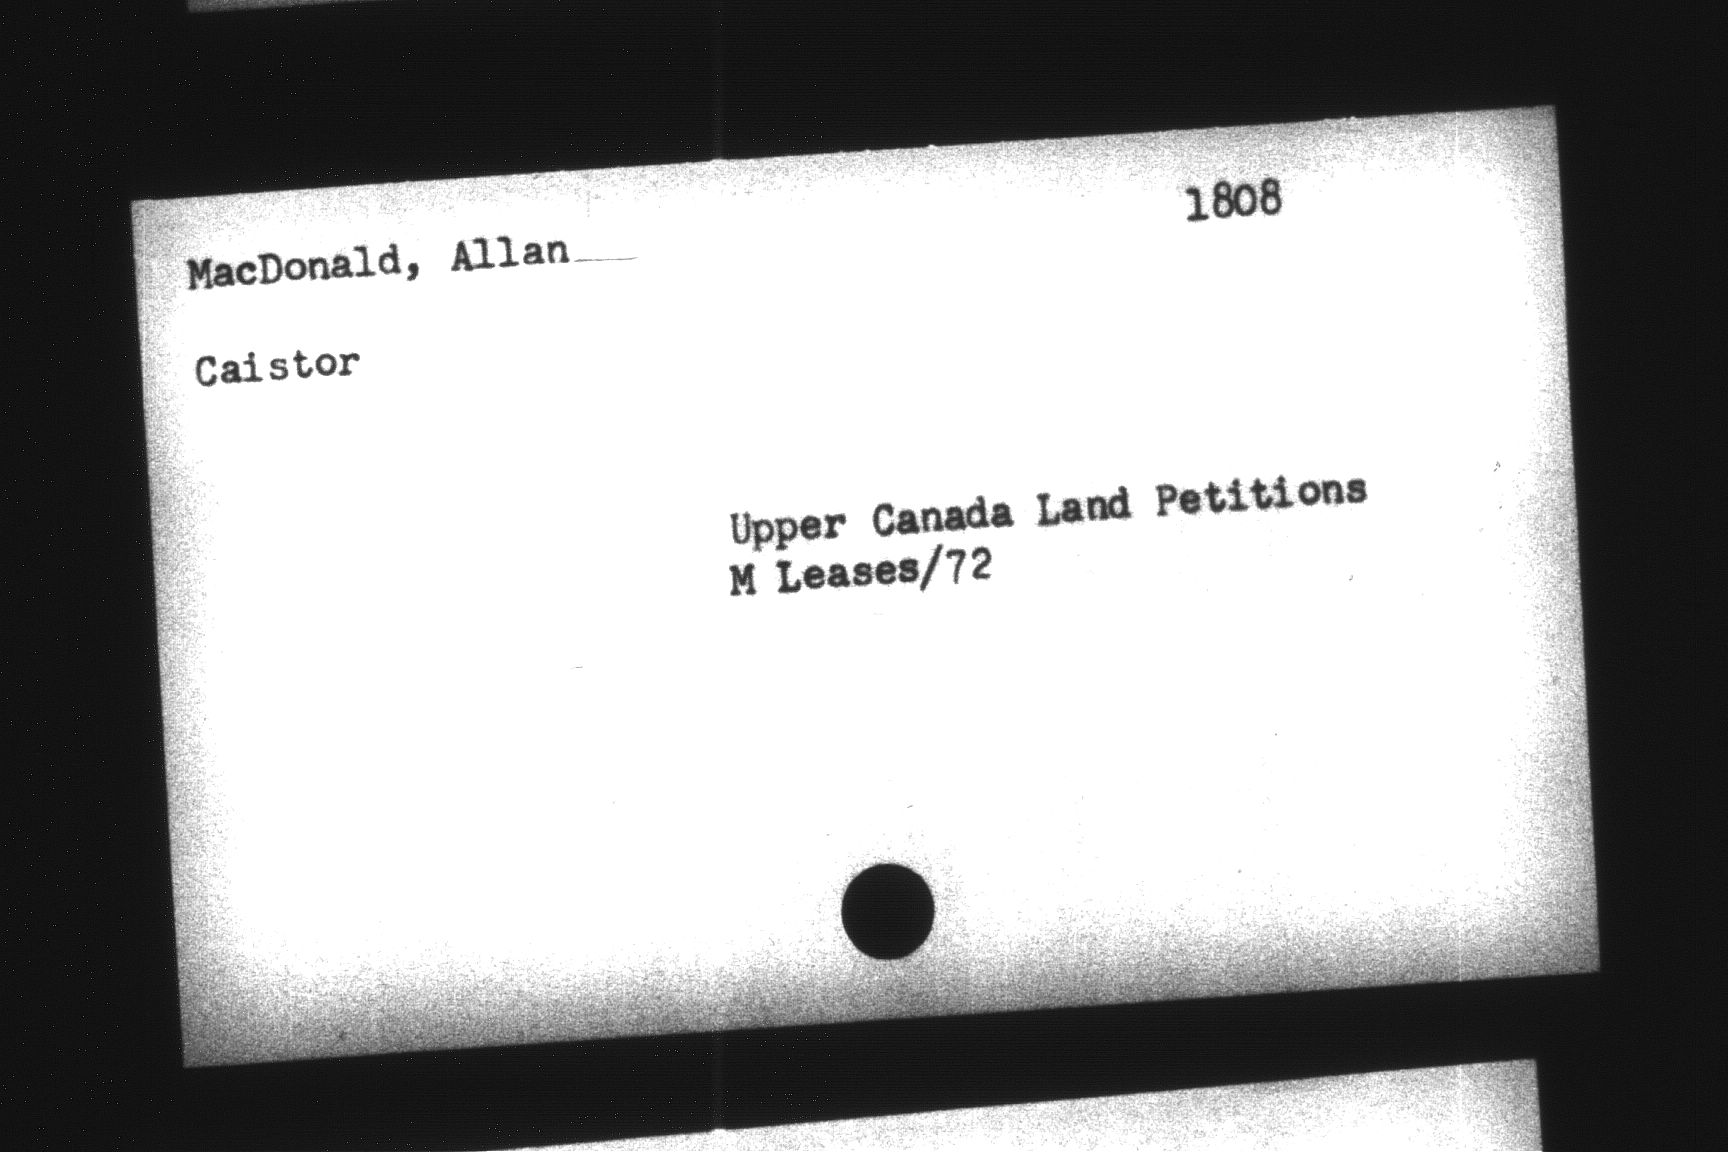 1808
MacDonald, Allan
Caistor
Upper Canada Land Petitions
M Leases/72